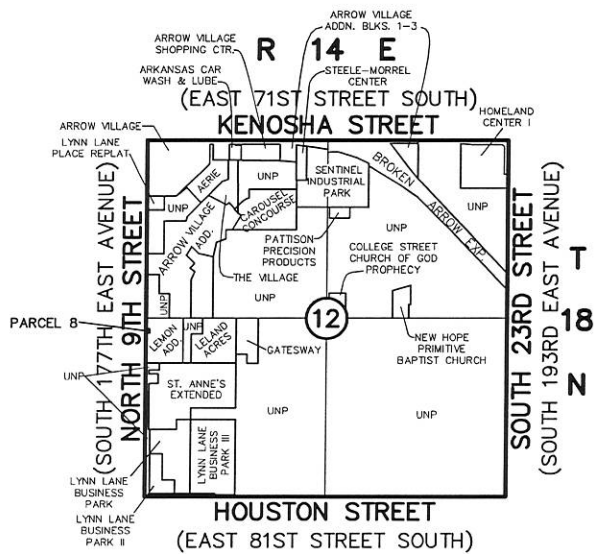 ARROW VILLAGE
ADDN. BLKS. 1-3
ARROW VILLAGE
SHOPPING CTR.
R 14 E
ARKANSAS CAR
WASH & LUBE
STEELE-MORREL
CENTER
(EAST 71ST STREET SOUTH)
KENOSHA STREET
HOMELAND
CENTER I
ARROW VILLAGE
LYNN LANE
PLACE REPLAT
UNP
AERIE
UNP
SENTINEL
INDUSTRIAL
PARK
BROKEN
ARROW EXP.
UNP
ARROW VILLAGE
ADD.
CAROUSEL
CONCOURSE
PATTISON
PRECISION
PRODUCTS
UNP
COLLEGE STREET
CHURCH OF GOD
PROPHECY
THE VILLAGE
UNP
UNP
(SOUTH 177TH EAST AVENUE)
NORTH 9TH STREET
SOUTH 23RD STREET
(SOUTH 193RD EAST AVENUE)
T
18
N
12
PARCEL 8
LEMON
ADD.
UNP
LELAND
ACRES
GATESWAY
NEW HOPE
PRIMITIVE
BAPTIST CHURCH
UNP
ST. ANNE'S
EXTENDED
UNP
UNP
LYNN LANE
BUSINESS
PARK III
LYNN LANE
BUSINESS
PARK
LYNN LANE
BUSINESS
PARK II
HOUSTON STREET
(EAST 81ST STREET SOUTH)